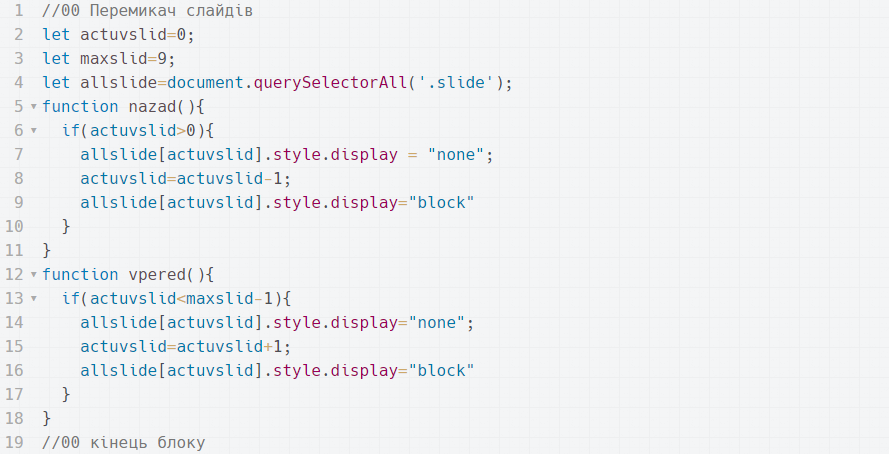 1 //00 Перемикач слайдів
2 let actuvslid=0;
3 let maxslid=9;
4 let allslide=document.querySelectorAll('.slide');
5 function nazad(){
6 if(actuvslid>0){
7 allslide[actuvslid].style.display = "none";
8 actuvslid=actuvslid-1;
9 allslide[actuvslid].style.display="block"
10 }
11 }
12 function vpered(){
13 if(actuvslid<maxslid-1){
14 allslide[actuvslid].style.display="none";
15 actuvslid=actuvslid+1;
16 allslide[actuvslid].style.display="block"
17 }
18 }
19 //00 кінець блоку